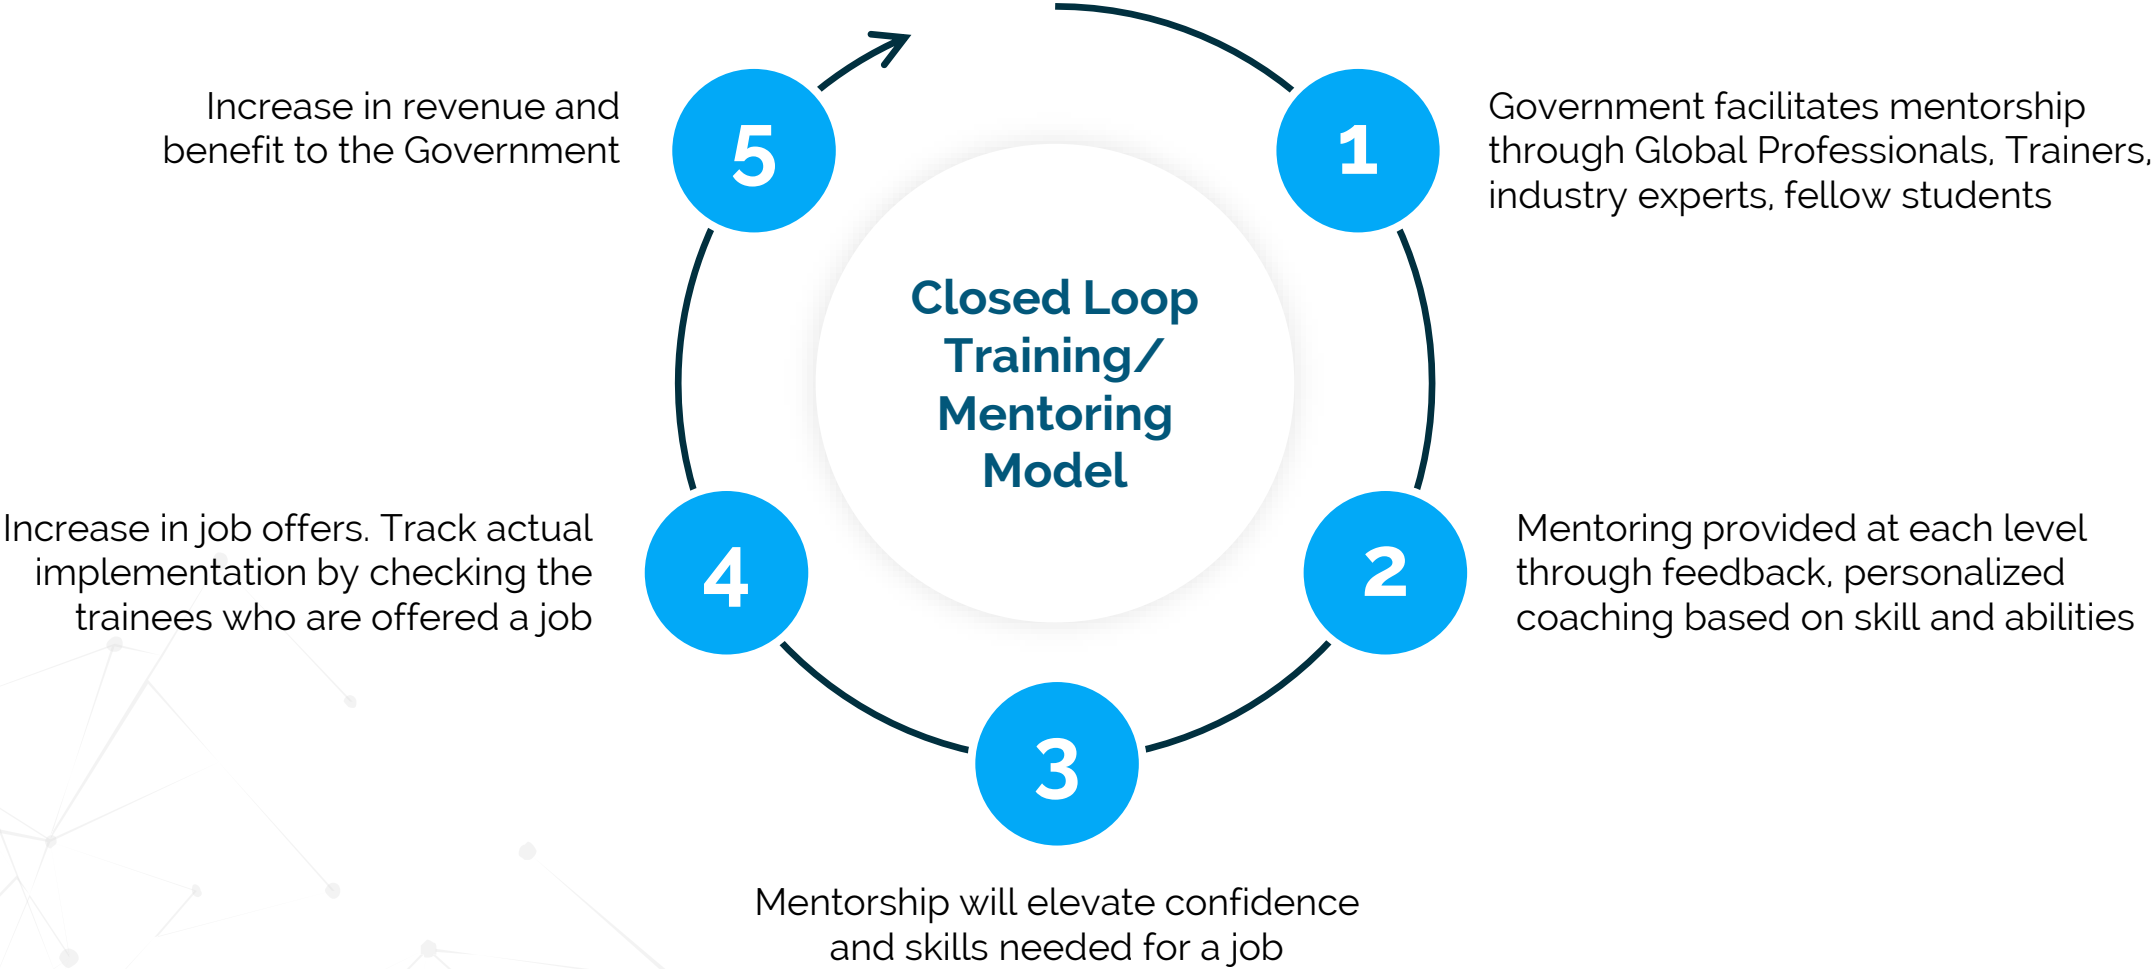 Closed Loop
Training/
Mentoring
Model
1
Government facilitates mentorship
through Global Professionals, Trainers,
industry experts, fellow students
2
Mentoring provided at each level
through feedback, personalized
coaching based on skill and abilities
3
Mentorship will elevate confidence
and skills needed for a job
4
Increase in job offers. Track actual
implementation by checking the
trainees who are offered a job
5
Increase in revenue and
benefit to the Government